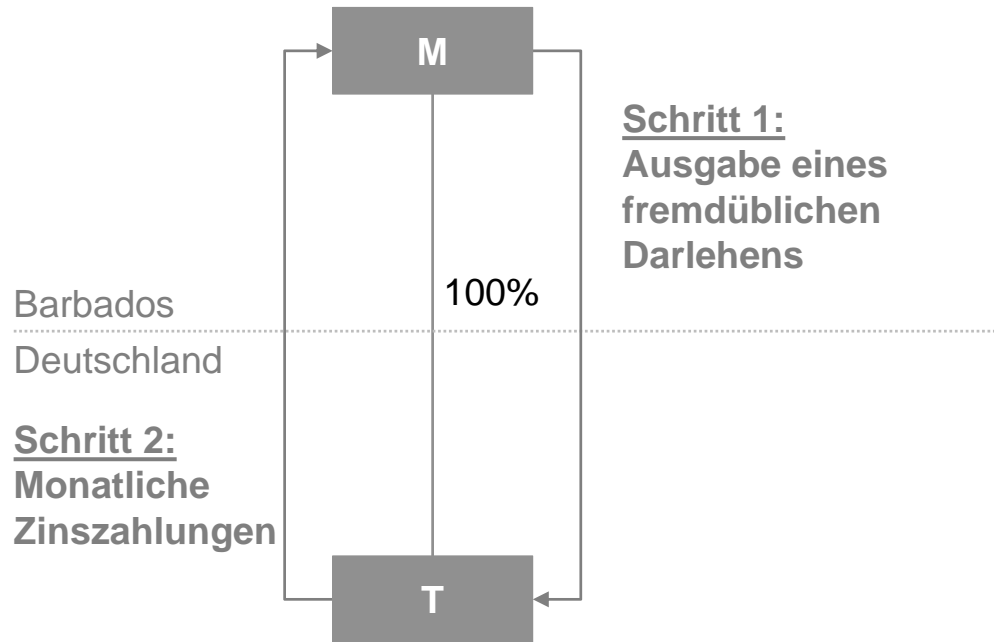 M
Schritt 1:
Ausgabe eines
fremdüblichen
Darlehens
100%
Barbados
Deutschland
Schritt 2:
Monatliche
Zinszahlungen
T